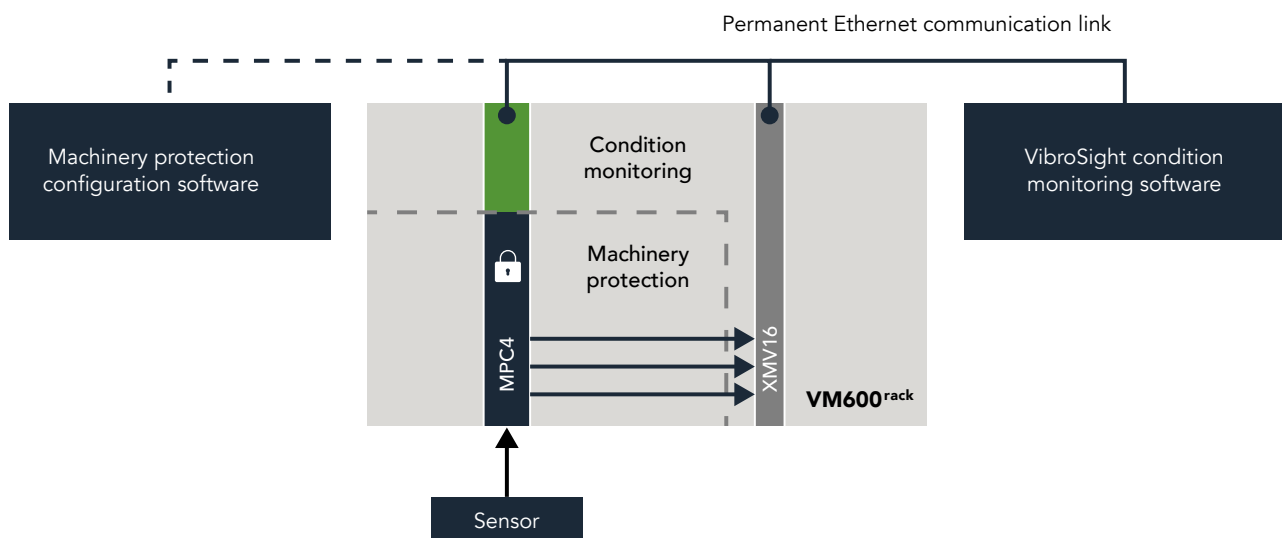 Permanent Ethernet communication link
Machinery protection
configuration software
Condition
monitoring
VibroSight condition
monitoring software
Machinery
protection
MPC4
XMV16
VM600rack
Sensor